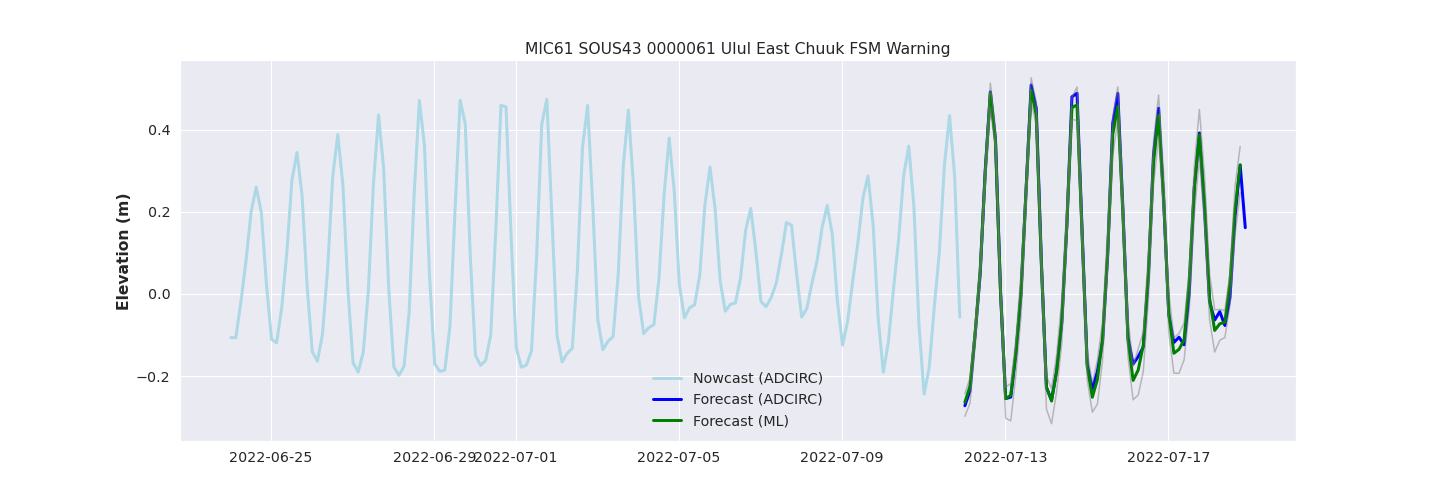 MIC61 SOUS43 0000061 Ulul East Chuuk FSM Warning
Elevation (m)
0.4
0.2
0.0
−0.2
Nowcast (ADCIRC)
Forecast (ADCIRC)
Forecast (ML)
2022-06-25 2022-06-29 2022-07-01 2022-07-05 2022-07-09 2022-07-13 2022-07-17